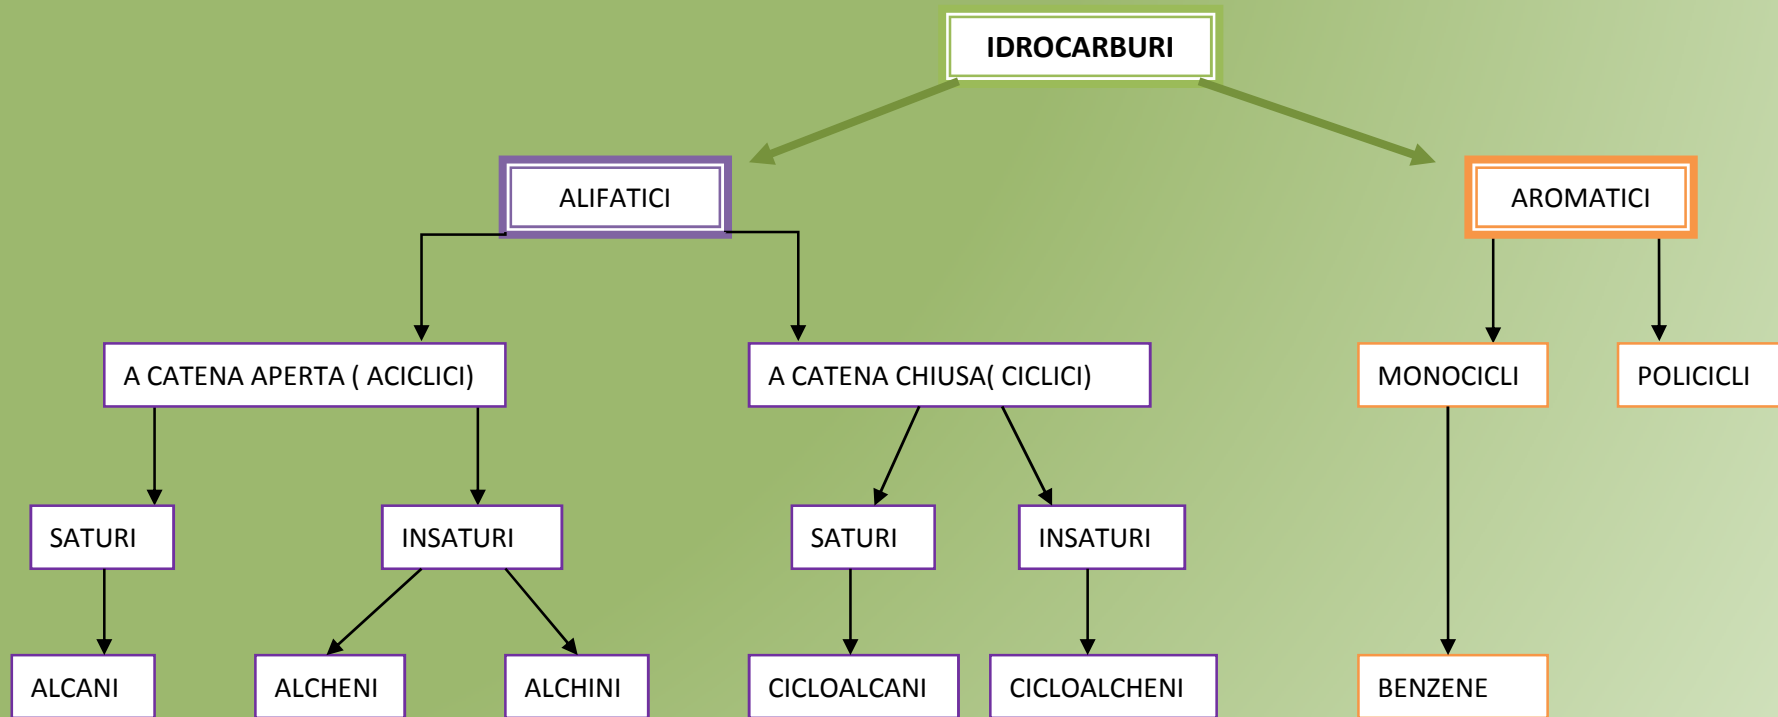 IDROCARBURI
ALIFATICI
AROMATICI
A CATENA APERTA ( ACICLICI)
A CATENA CHIUSA( CICLICI)
MONOCICLI
POLICICLI
SATURI
INSATURI
SATURI
INSATURI
ALCANI
ALCHENI
ALCHINI
CICLOALCANI
CICLOALCHENI
BENZENE